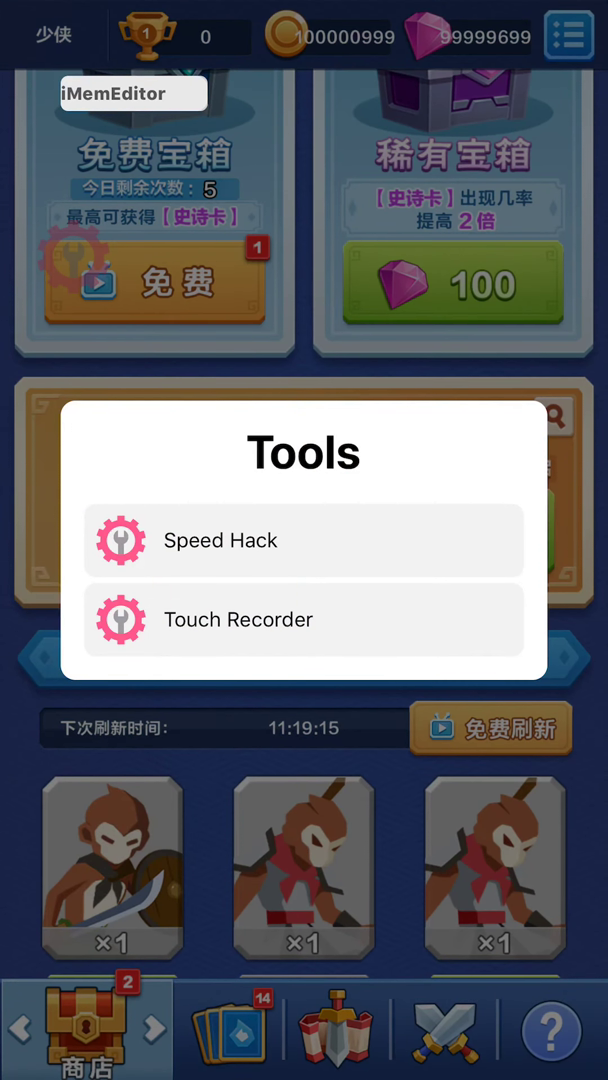 少侠
1
0
100000999
99999699
iMemEditor
免费宝箱
稀有宝箱
今日剩余次数：5
【史诗卡】出现几率
提高2倍
最高可获得【史诗卡】
1
免费
100
Tools
Speed Hack
Touch Recorder
下次刷新时间:
11:19:15
免费刷新
×1
×1
×1
2
14
?
商店